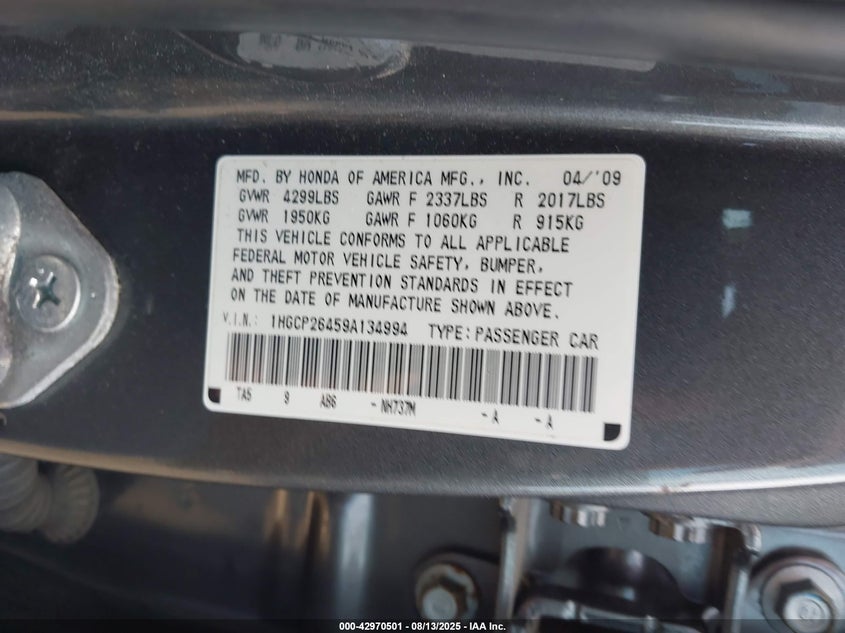 MFD. BY HONDA OF AMERICA MFG., INC. 04/'09
GVWR 4299LBS GAWR F 2337LBS R 2017LBS
GVWR 1950KG GAWR F 1060KG R 915KG
THIS VEHICLE CONFORMS TO ALL APPLICABLE
FEDERAL MOTOR VEHICLE SAFETY, BUMPER,
AND THEFT PREVENTION STANDARDS IN EFFECT
ON THE DATE OF MANUFACTURE SHOWN ABOVE.
V.I.N.: 1HGCP26459A134994 TYPE:PASSENGER CAR
TA5 9 AB6 -NH737M -A -A
000-42970501 - 08/13/2025 - IAA Inc.